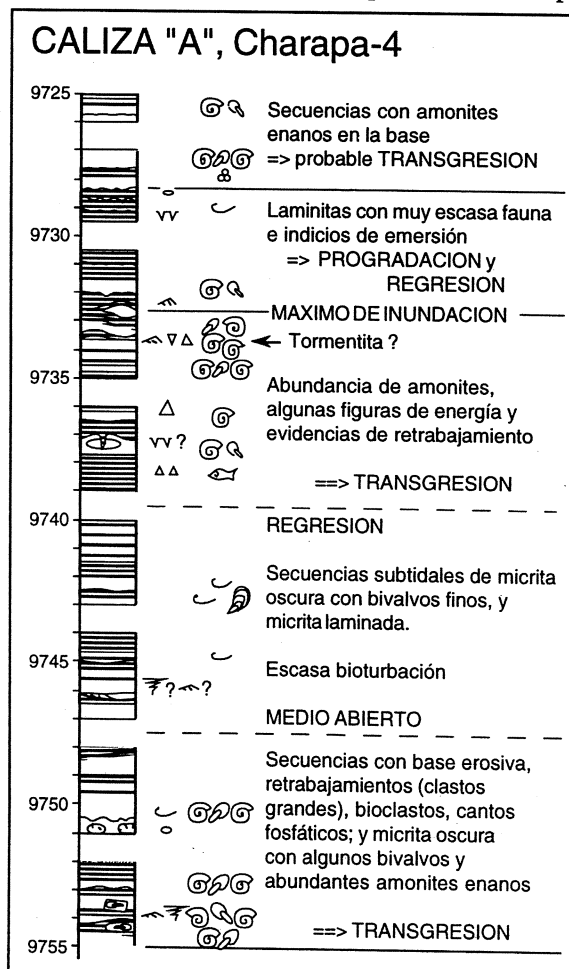 CALIZA "A", Charapa-4
9725
Secuencias con amonites
enanos en la base
=> probable TRANSGRESION
Laminitas con muy escasa fauna
9730
e indicios de emersión
=> PROGRADACION y
REGRESION
MAXIMO DE INUNDACION
Tormentita ?
9735
Abundancia de amonites,
algunas figuras de energía y
?
evidencias de retrabajamiento
==> TRANSGRESION
9740
REGRESION
Secuencias subtidales de micrita
oscura con bivalvos finos, y
micrita laminada.
9745
Escasa bioturbación
? ?
MEDIO ABIERTO
Secuencias con base erosiva,
retrabajamientos (clastos
9750
grandes), bioclastos, cantos
fosfáticos; y micrita oscura
con algunos bivalvos y
abundantes amonites enanos
==> TRANSGRESION
9755